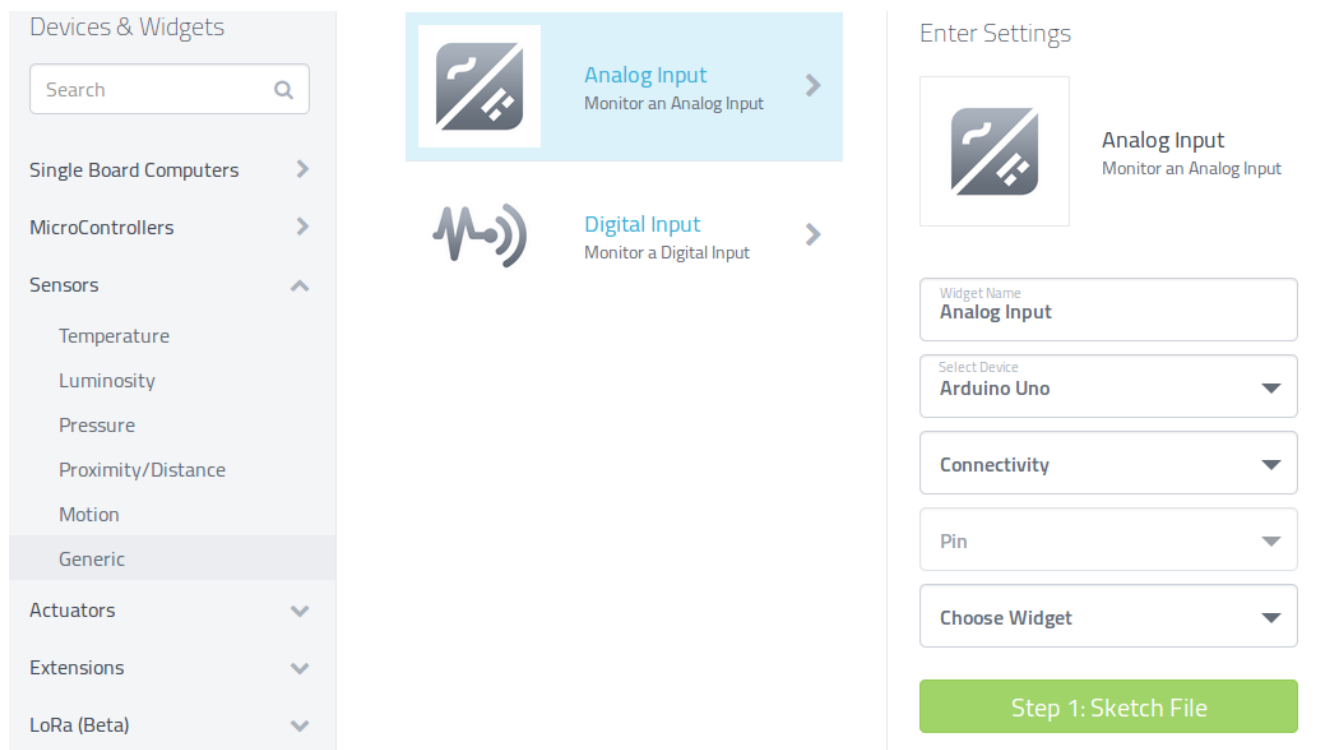 Devices & Widgets
Search
Single Board Computers
MicroControllers
Sensors
Temperature
Luminosity
Pressure
Proximity/Distance
Motion
Generic
Actuators
Extensions
LoRa (Beta)
Analog Input
Monitor an Analog Input
Digital Input
Monitor a Digital Input
Enter Settings
Analog Input
Monitor an Analog Input
Widget Name
Analog Input
Select Device
Arduino Uno
Connectivity
Pin
Choose Widget
Step 1: Sketch File